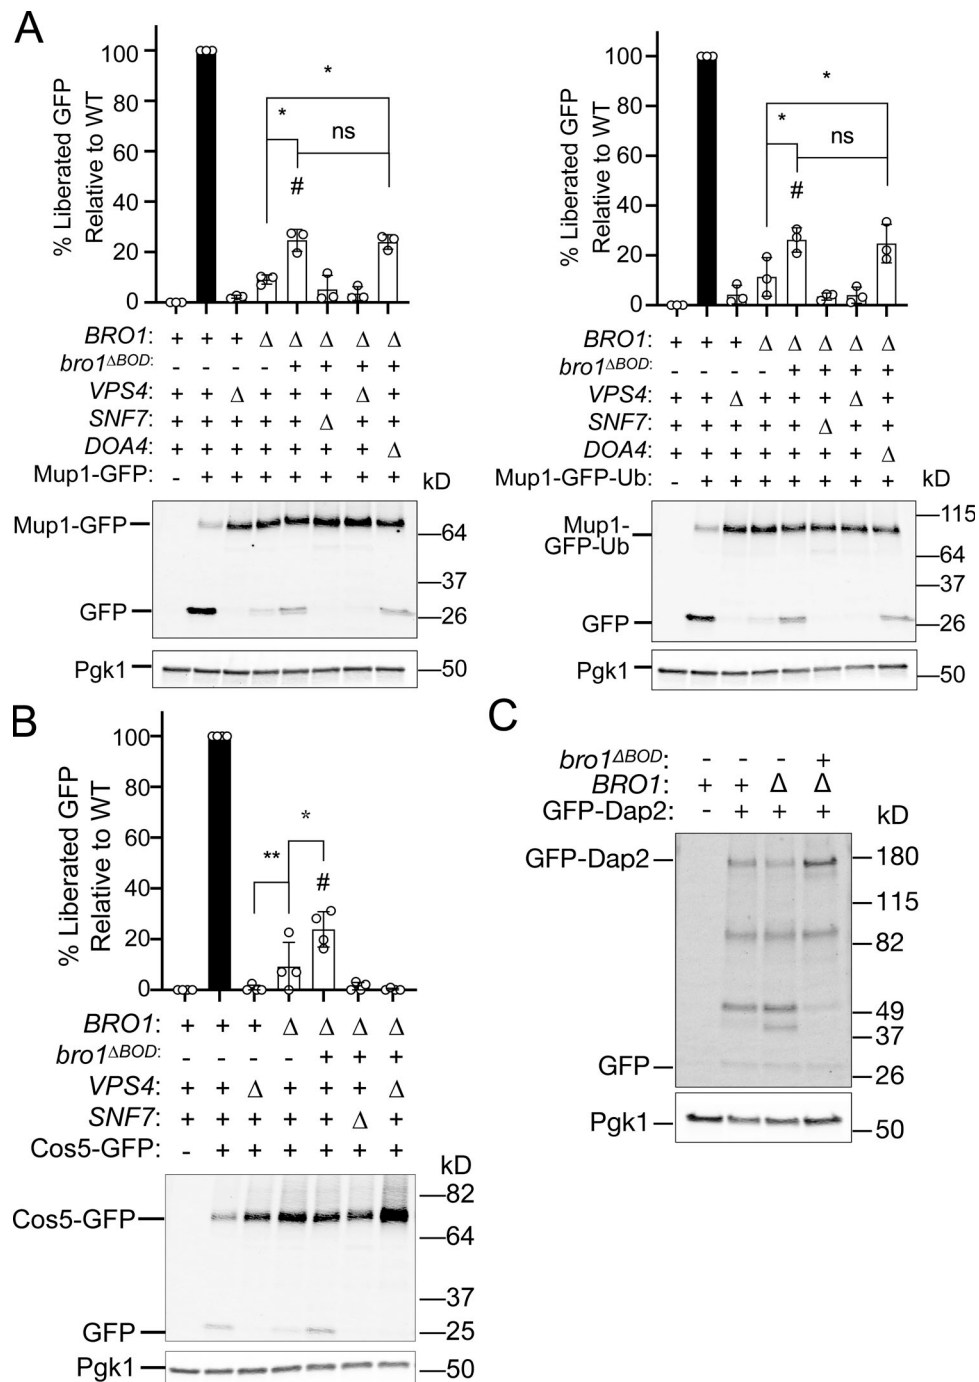 A
% Liberated GFP
Relative to WT
100
80
60
40
20
0
*
*
ns
#
BRO1: + + + Δ Δ Δ Δ Δ
bro1ΔBOD: - - - - + + + +
VPS4: + + Δ + + + Δ +
SNF7: + + + + + Δ + +
DOA4: + + + + + + + Δ
Mup1-GFP: - + + + + + + +
kD
Mup1-GFP
64
37
GFP
26
Pgk1
50
% Liberated GFP
Relative to WT
100
80
60
40
20
0
*
*
ns
#
BRO1: + + + Δ Δ Δ Δ Δ
bro1ΔBOD: - - - - + + + +
VPS4: + + Δ + + + Δ +
SNF7: + + + + + Δ + +
DOA4: + + + + + + + Δ
Mup1-GFP-Ub: - + + + + + + +
kD
115
Mup1-
GFP-Ub
64
37
GFP
26
Pgk1
50
B
% Liberated GFP
Relative to WT
100
80
60
40
20
0
*
**
#
BRO1: + + + Δ Δ Δ Δ
bro1ΔBOD: - - - - + + +
VPS4: + + Δ + + + Δ
SNF7: + + + + + Δ +
Cos5-GFP: - + + + + + +
kD
82
Cos5-GFP
64
37
GFP
25
Pgk1
50
C
bro1ΔBOD: - - - +
BRO1: + + Δ Δ
GFP-Dap2: - + + +
kD
GFP-Dap2
180
115
82
49
37
GFP
26
Pgk1
50